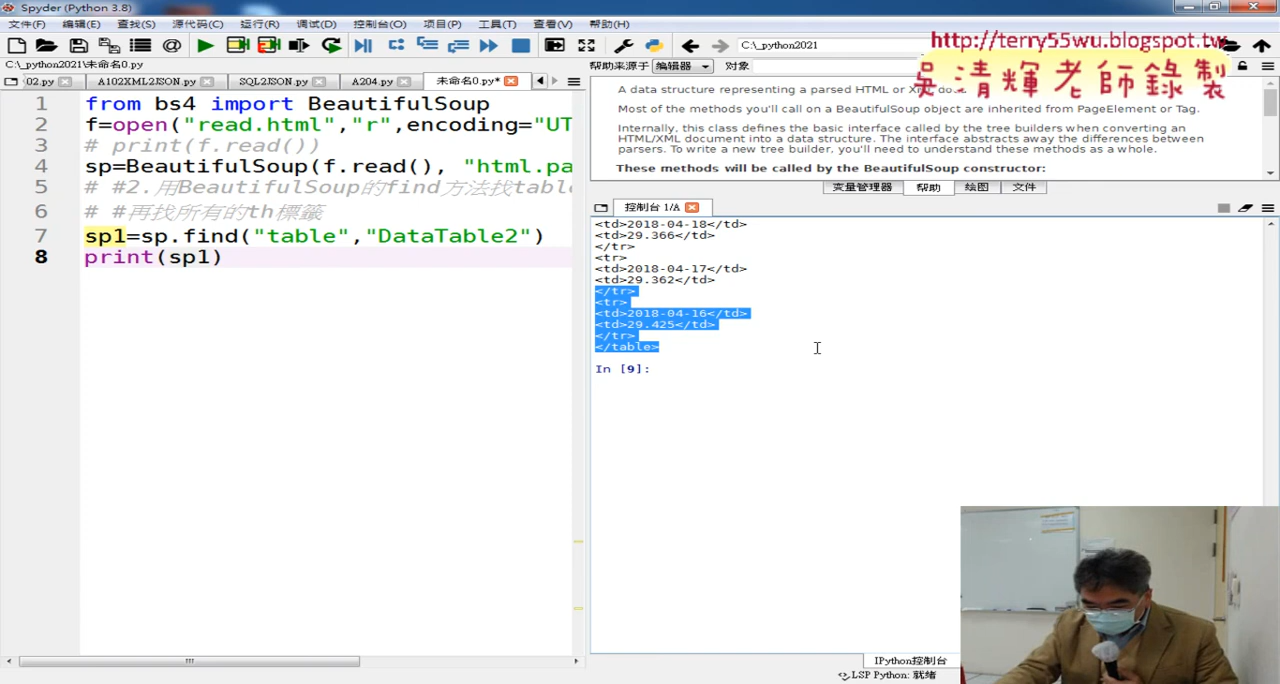 Spyder (Python 3.8)
文件(F) 编辑(E) 查找(S) 源代码(C) 运行(R) 调试(D) 控制台(O) 项目(P) 工具(T) 查看(V) 帮助(H)
C:\_python2021
http://terry55wu.blogspot.tw
吳清輝老師錄製
C:\_python2021\未命名0.py
02.py A102XML2JSON.py SQL2JSON.py A204.py 未命名0.py*
帮助来源于 编辑器 对象
1 from bs4 import BeautifulSoup
2 f=open("read.html","r",encoding="UT
3 # print(f.read())
4 sp=BeautifulSoup(f.read(), "html.pa
5 # #2.用BeautifulSoup的find方法找table
6 # #再找所有的th標籤
7 sp1=sp.find("table","DataTable2")
8 print(sp1)
A data structure representing a parsed HTML or
Most of the methods you'll call on a BeautifulSoup object are inherited from PageElement or Tag.
Internally, this class defines the basic interface called by the tree builders when converting an
HTML/XML document into a data structure. The interface abstracts away the differences between
parsers. To write a new tree builder, you'll need to understand these methods as a whole.
These methods will be called by the BeautifulSoup constructor:
变量管理器 帮助 绘图 文件
控制台 1/A
<td>2018-04-18</td>
<td>29.366</td>
</tr>
<tr>
<td>2018-04-17</td>
<td>29.362</td>
</tr>
<tr>
<td>2018-04-16</td>
<td>29.425</td>
</tr>
</table>
In [9]:
IPython控制台
LSP Python: 就绪